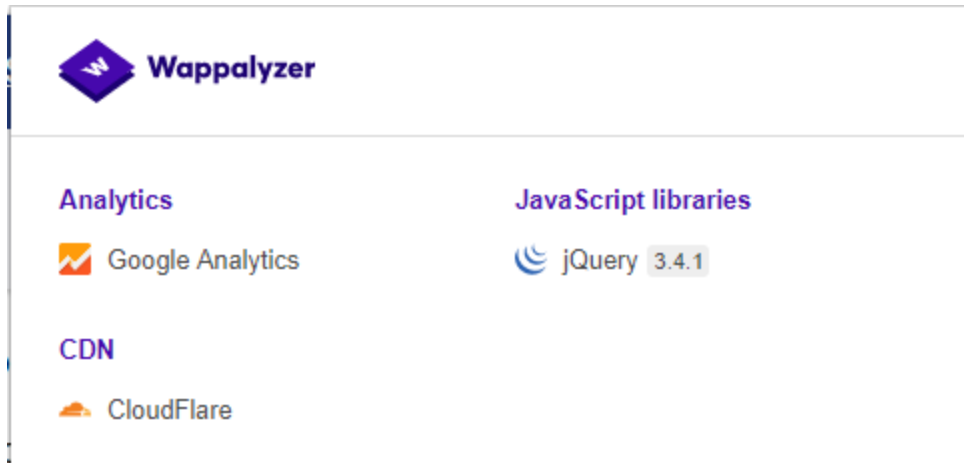 Wappalyzer
Analytics
Google Analytics
CDN
CloudFlare
JavaScript libraries
jQuery 3.4.1